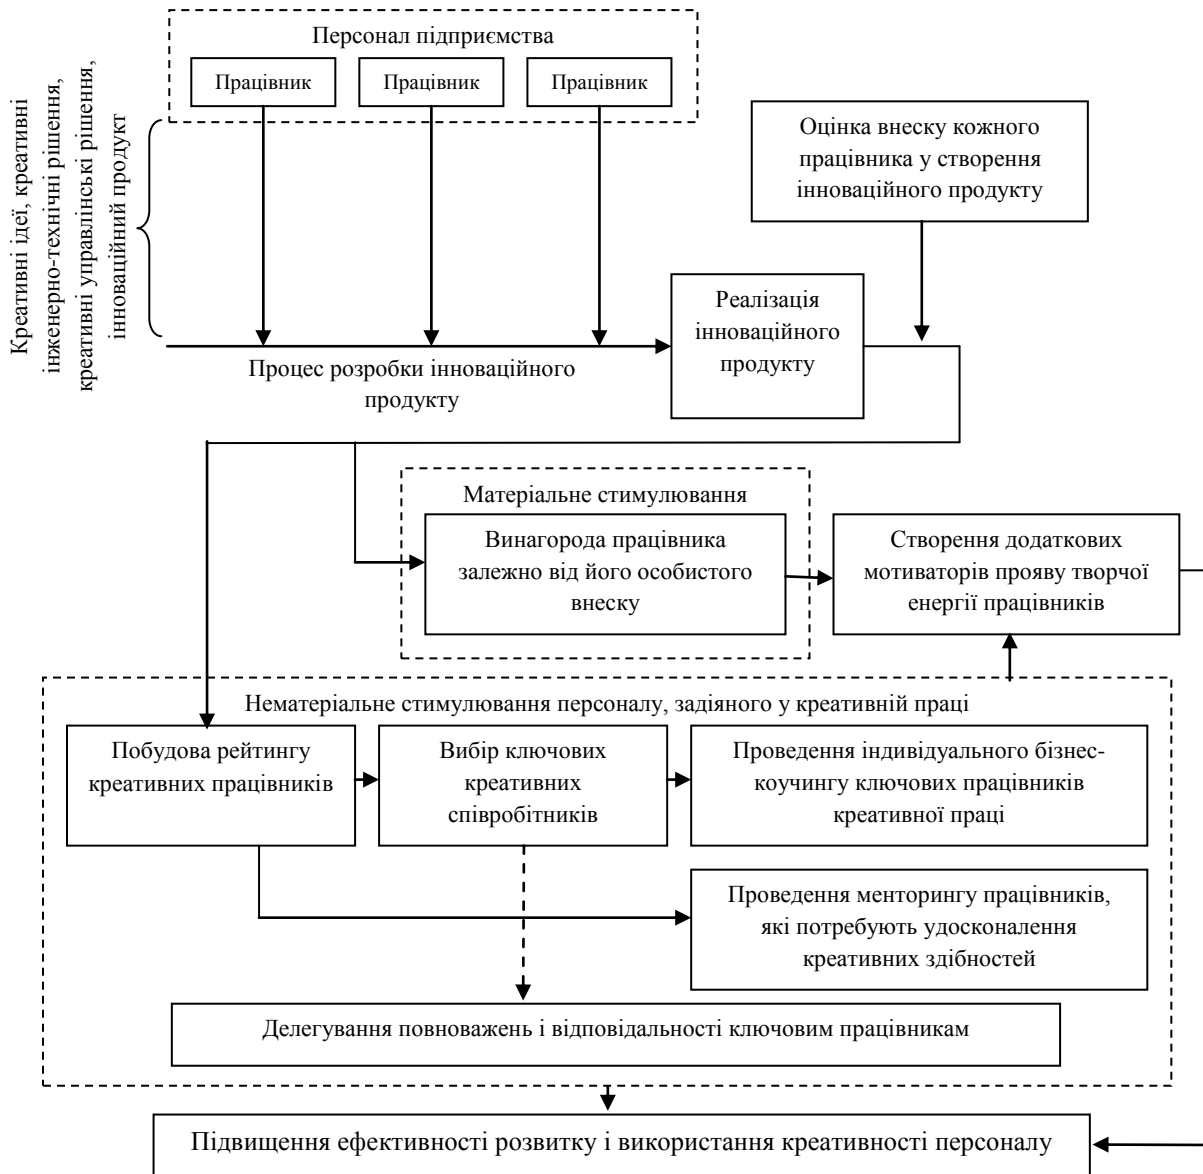 Персонал підприємства
Працівник
Працівник
Працівник
Креативні ідеї, креативні
інженерно-технічні рішення,
креативні управлінські рішення,
інноваційний продукт
Оцінка внеску кожного
працівника у створення
інноваційного продукту
Реалізація
інноваційного
продукту
Процес розробки інноваційного
продукту
Матеріальне стимулювання
Винагорода працівника
залежно від його особистого
внеску
Створення додаткових
мотиваторів прояву творчої
енергії працівників
Нематеріальне стимулювання персоналу, задіяного у креативній праці
Побудова рейтингу
креативних працівників
Вибір ключових
креативних
співробітників
Проведення індивідуального бізнес-
коучингу ключових працівників
креативної праці
Проведення менторингу працівників,
які потребують удосконалення
креативних здібностей
Делегування повноважень і відповідальності ключовим працівникам
Підвищення ефективності розвитку і використання креативності персоналу